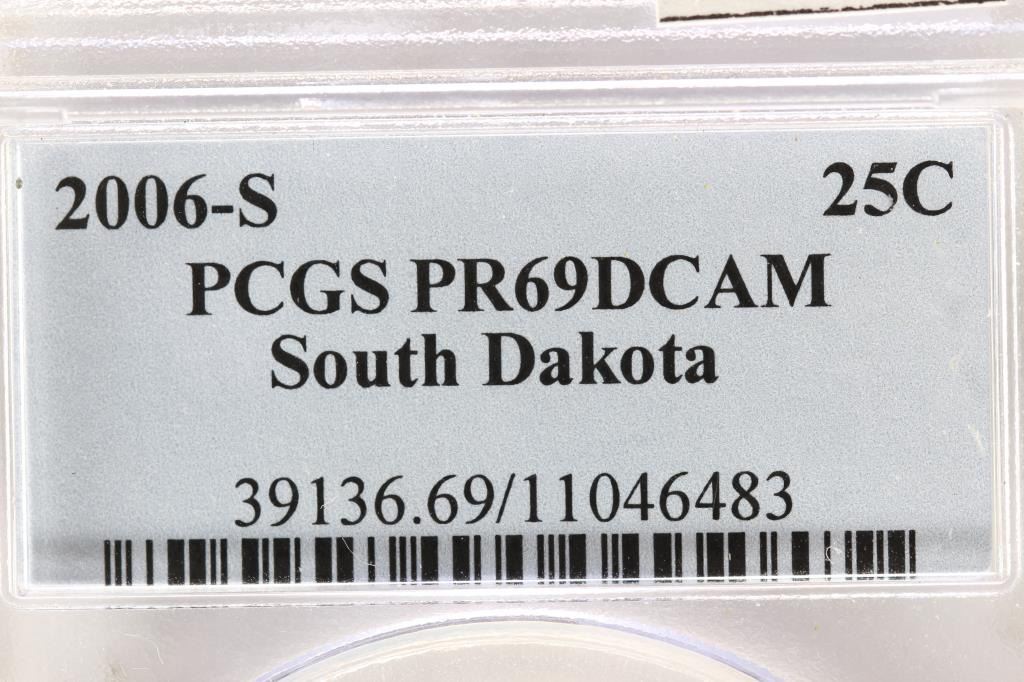 2006-S 25C
PCGS PR69DCAM
South Dakota
39136.69/11046483